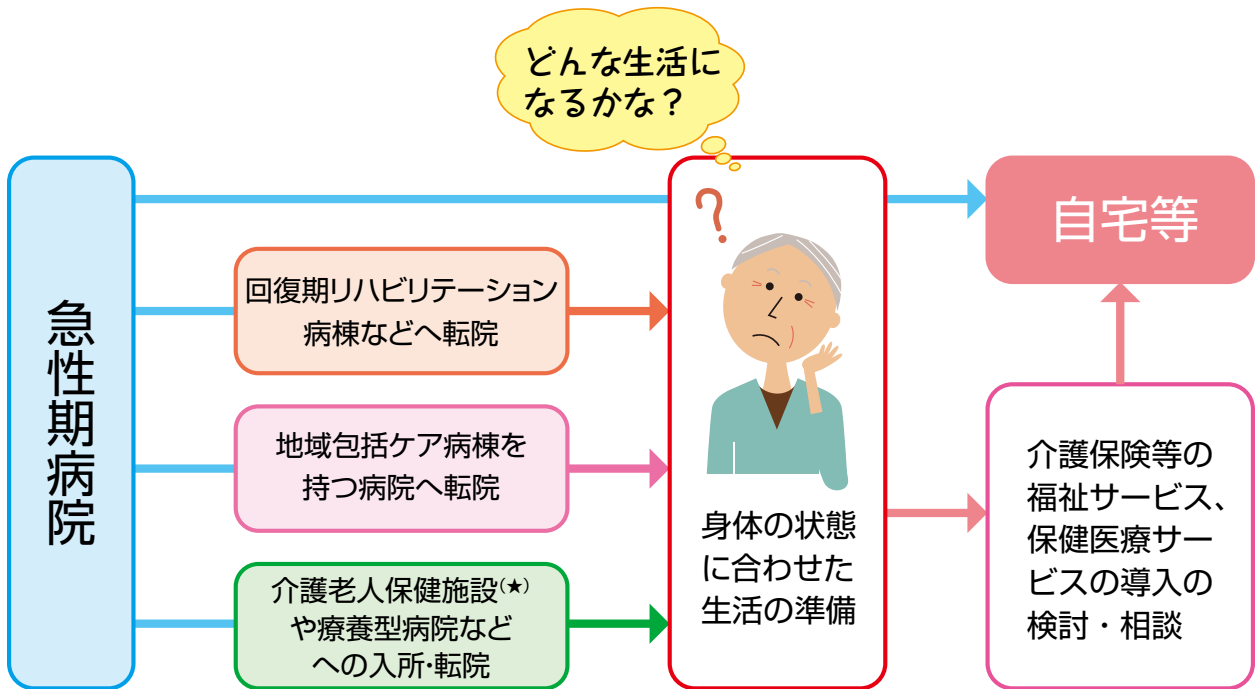 どんな生活に
なるかな？
急性期病院
回復期リハビリテーション
病棟などへ転院
地域包括ケア病棟を
持つ病院へ転院
介護老人保健施設(★)
や療養型病院など
への入所・転院
?
身体の状態
に合わせた
生活の準備
自宅等
介護保険等の
福祉サービス、
保健医療サー
ビスの導入の
検討・相談